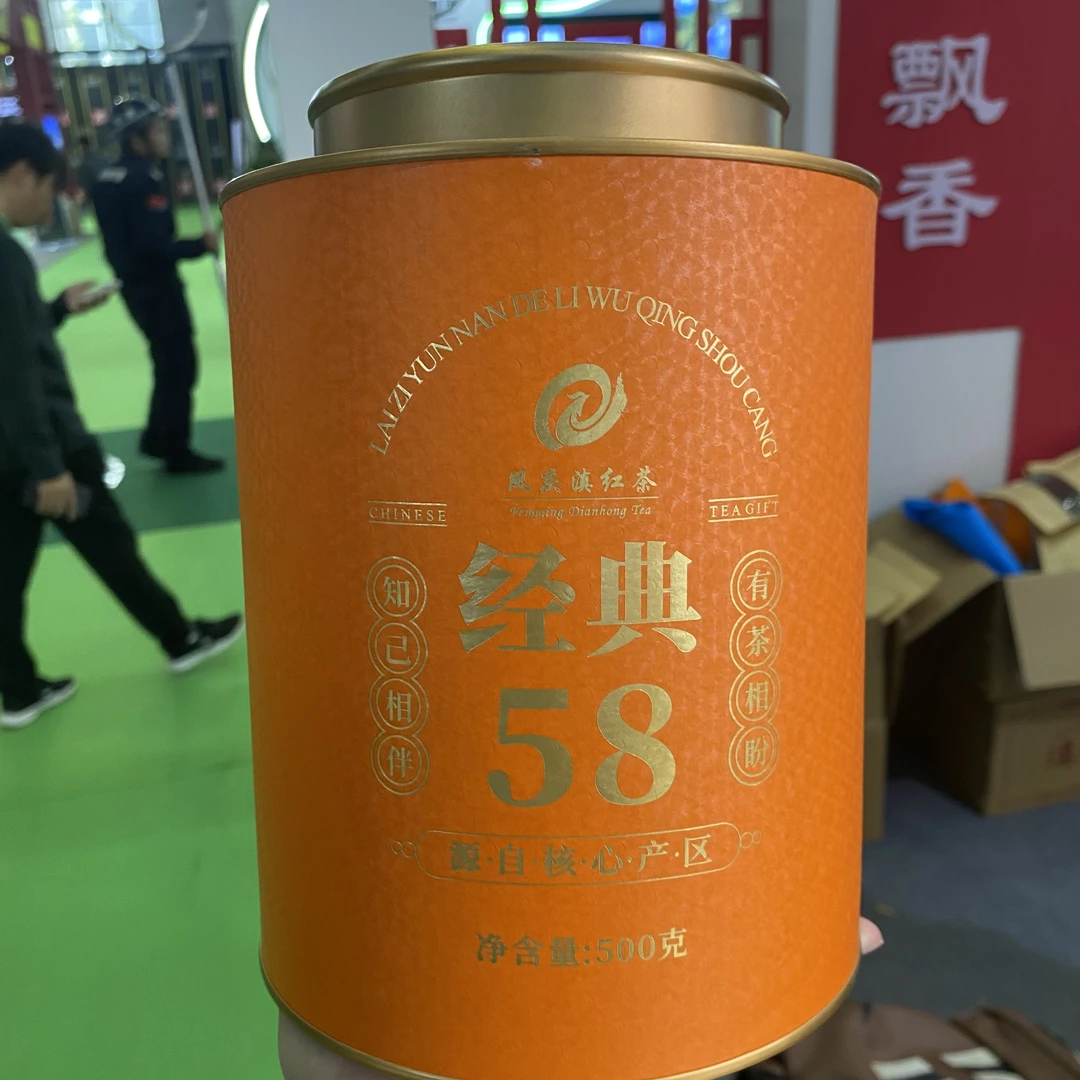 飘
香
LAI ZI YUN NAN DE LI WU QING SHOU CANG
凤庆滇红茶
Fengqing Dianhong Tea
CHINESE
TEA GIFT
经典
58
知己相伴
有茶相盼
源·自·核·心·产·区
净含量:500克